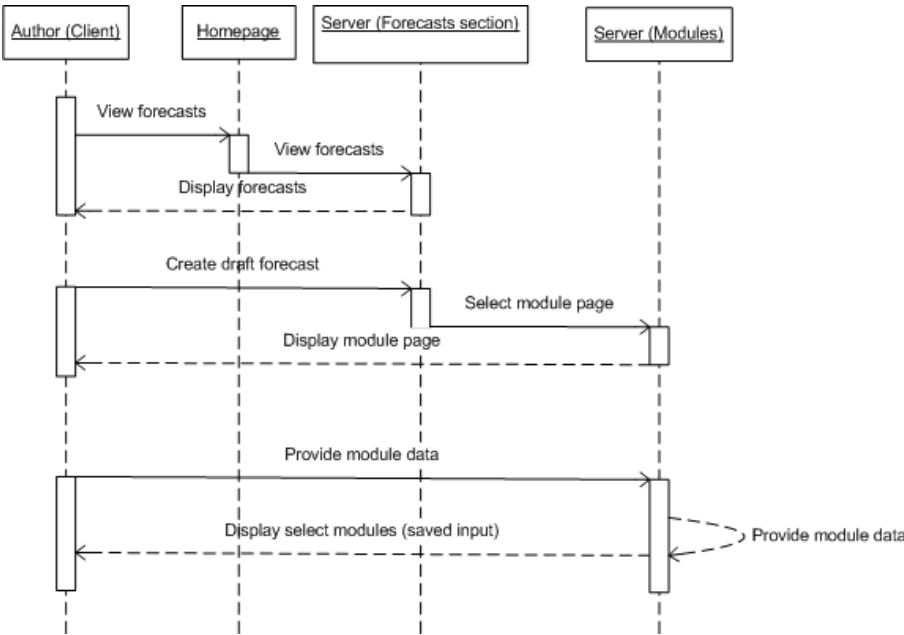 Author (Client)
Homepage
Server (Forecasts section)
Server (Modules)
View forecasts
View forecasts
Display forecasts
Create draft forecast
Select module page
Display module page
Provide module data
Display select modules (saved input)
Provide module data